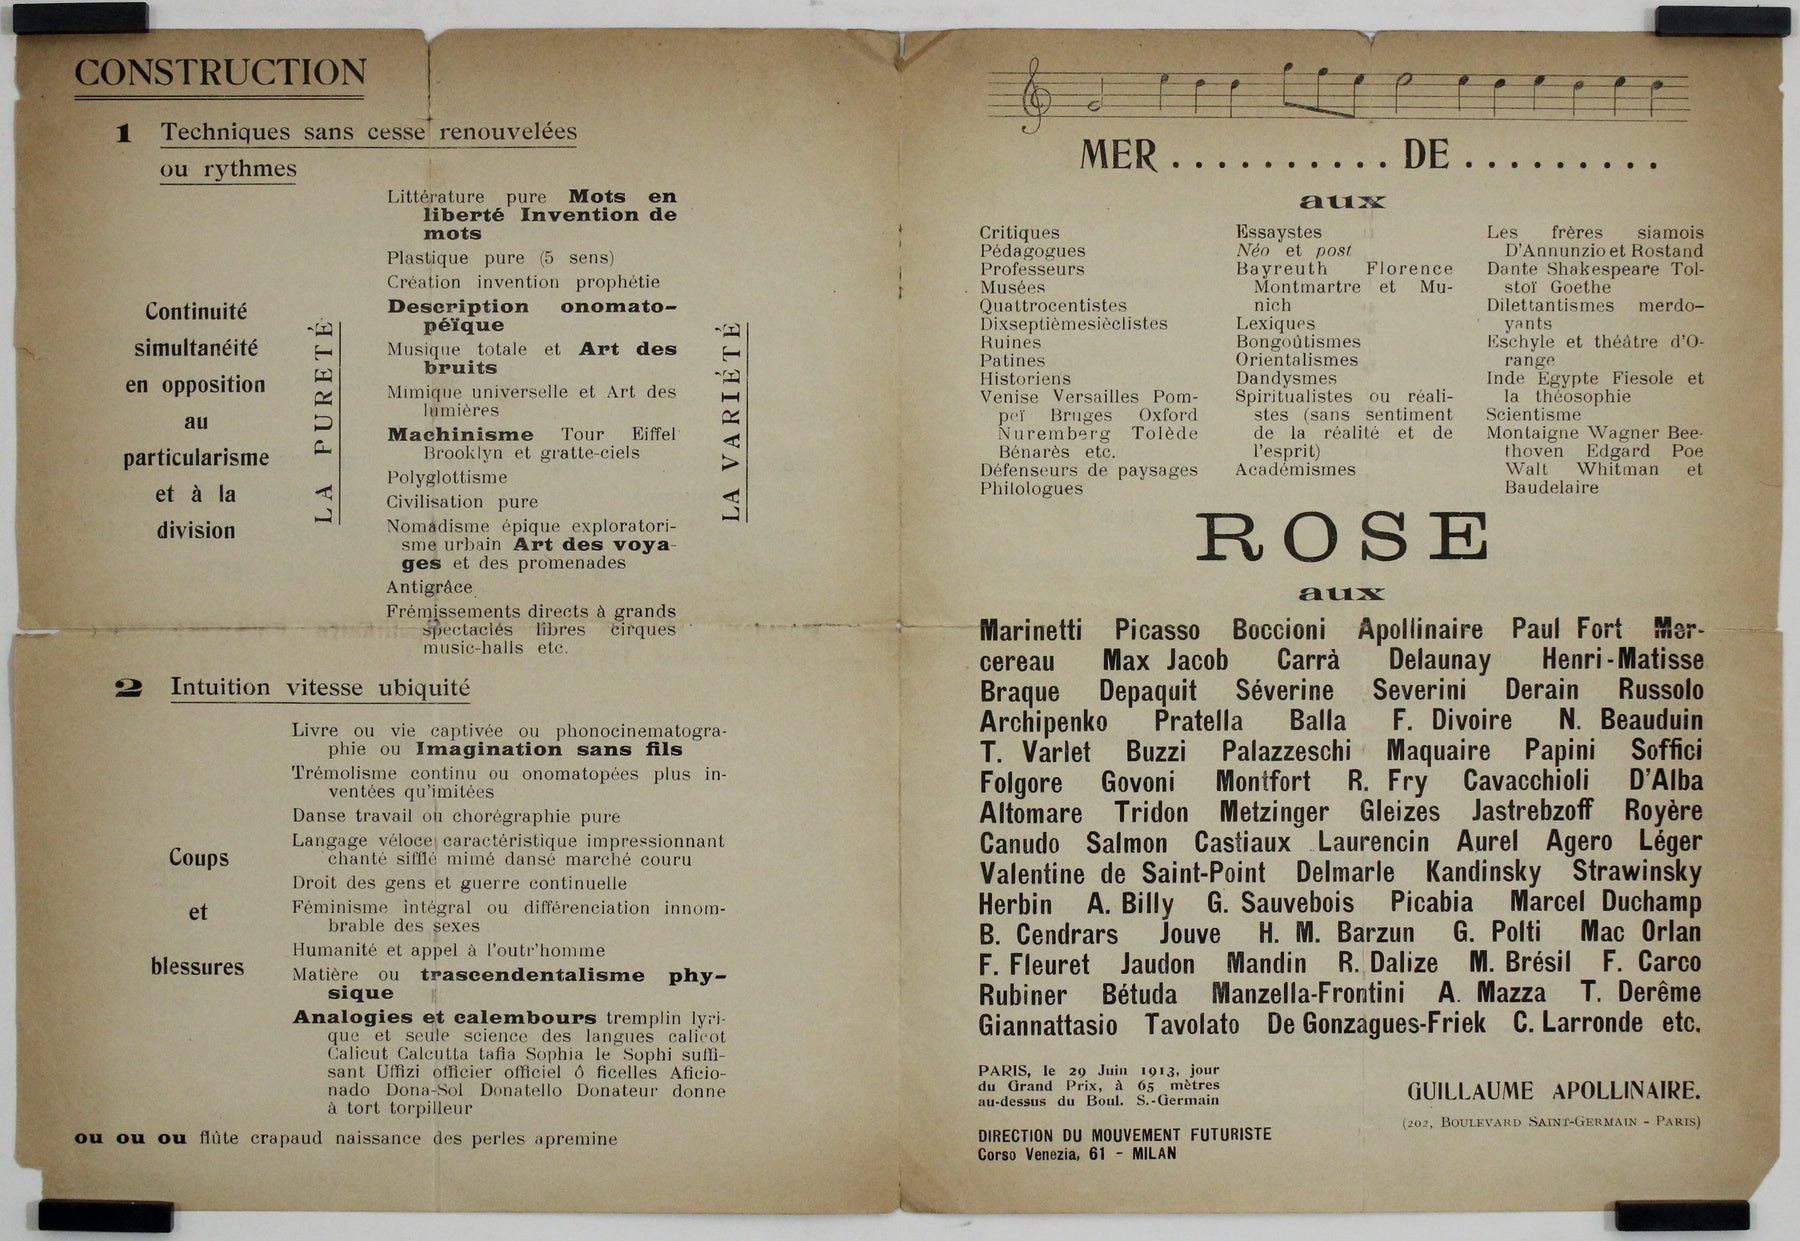 CONSTRUCTION
1 Techniques sans cesse renouvelées
ou rythmes
Continuité
simultanéité
en opposition
au
particularisme
et à la
division
LA PURETÉ
Littérature pure Mots en
liberté Invention de
mots
Plastique pure (5 sens)
Création invention prophétie
Description onomato-
péïque
Musique totale et Art des
bruits
Mimique universelle et Art des
lumières
Machinisme Tour Eiffel
Brooklyn et gratte-ciels
Polyglottisme
Civilisation pure
Nomadisme épique exploratori-
sme urbain Art des voya-
ges et des promenades
Antigrâce
Frémissements directs à grands
spectacles libres cirques
music-halls etc.
LA VARIÉTÉ
2 Intuition vitesse ubiquité
Coups
et
blessures
Livre ou vie captivée ou phonocinematogra-
phie ou Imagination sans fils
Trémolisme continu ou onomatopées plus in-
ventées qu'imitées
Danse travail ou chorégraphie pure
Langage véloce caractéristique impressionnant
chanté sifflé mimé dansé marché couru
Droit des gens et guerre continuelle
Féminisme intégral ou différenciation innom-
brable des sexes
Humanité et appel à l'outr'homme
Matière ou trascendentalisme phy-
sique
Analogies et calembours tremplin lyri-
que et seule science des langues calicot
Calicut Calcutta tafia Sophia le Sophi suffi-
sant Uffizi officier officiel ô ficelles Aficio-
nado Dona-Sol Donatello Donateur donne
à tort torpilleur
ou ou ou flûte crapaud naissance des perles apremine
MER . . . . . . . . . . DE . . . . . . . . .
aux
Critiques
Pédagogues
Professeurs
Musées
Quattrocentistes
Dixseptièmesièclistes
Ruines
Patines
Historiens
Venise Versailles Pom-
peï Bruges Oxford
Nuremberg Tolède
Bénarès etc.
Défenseurs de paysages
Philologues
Essaystes
Néo et post
Bayreuth Florence
Montmartre et Mu-
nich
Lexiques
Bongoûtismes
Orientalismes
Dandysmes
Spiritualistes ou réali-
stes (sans sentiment
de la réalité et de
l'esprit)
Académismes
Les frères siamois
D'Annunzio et Rostand
Dante Shakespeare Tol-
stoï Goethe
Dilettantismes merdo-
yants
Eschyle et théâtre d'O-
range
Inde Egypte Fiesole et
la théosophie
Scientisme
Montaigne Wagner Bee-
thoven Edgard Poe
Walt Whitman et
Baudelaire
ROSE
aux
Marinetti Picasso Boccioni Apollinaire Paul Fort Mer-
cereau Max Jacob Carrà Delaunay Henri-Matisse
Braque Depaquit Séverine Severini Derain Russolo
Archipenko Pratella Balla F. Divoire N. Beauduin
T. Varlet Buzzi Palazzeschi Maquaire Papini Soffici
Folgore Govoni Montfort R. Fry Cavacchioli D'Alba
Altomare Tridon Metzinger Gleizes Jastrebzoff Royère
Canudo Salmon Castiaux Laurencin Aurel Agero Léger
Valentine de Saint-Point Delmarle Kandinsky Strawinsky
Herbin A. Billy G. Sauvebois Picabia Marcel Duchamp
B. Cendrars Jouve H. M. Barzun G. Polti Mac Orlan
F. Fleuret Jaudon Mandin R. Dalize M. Brésil F. Carco
Rubiner Bétuda Manzella-Frontini A. Mazza T. Derême
Giannattasio Tavolato De Gonzagues-Friek C. Larronde etc.
PARIS, le 29 Juin 1913, jour
du Grand Prix, à 65 mètres
au-dessus du Boul. S.-Germain
GUILLAUME APOLLINAIRE.
(202, BOULEVARD SAINT-GERMAIN - PARIS)
DIRECTION DU MOUVEMENT FUTURISTE
Corso Venezia, 61 - MILAN